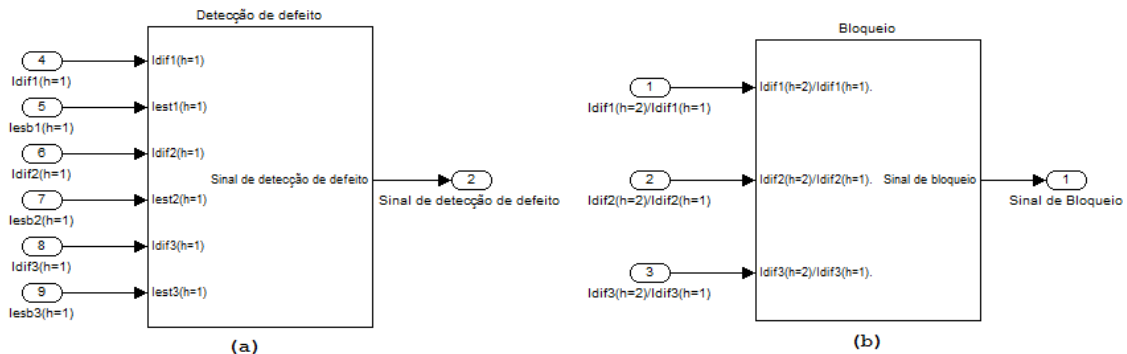 Detecção de defeito
4
Idif1(h=1)
Idif1(h=1)
5
Iest1(h=1)
Iesb1(h=1)
6
Idif2(h=1)
Idif2(h=1)
Sinal de detecção de defeito
2
Sinal de detecção de defeito
7
Iest2(h=1)
Iesb2(h=1)
8
Idif3(h=1)
Idif3(h=1)
9
Iest3(h=1)
Iesb3(h=1)
(a)
Bloqueio
1
Idif1(h=2)/Idif1(h=1).
Idif1(h=2)/Idif1(h=1)
2
Idif2(h=2)/Idif2(h=1).
Idif2(h=2)/Idif2(h=1)
Sinal de bloqueio
1
Sinal de Bloqueio
3
Idif3(h=2)/Idif3(h=1).
Idif3(h=2)/Idif3(h=1)
(b)